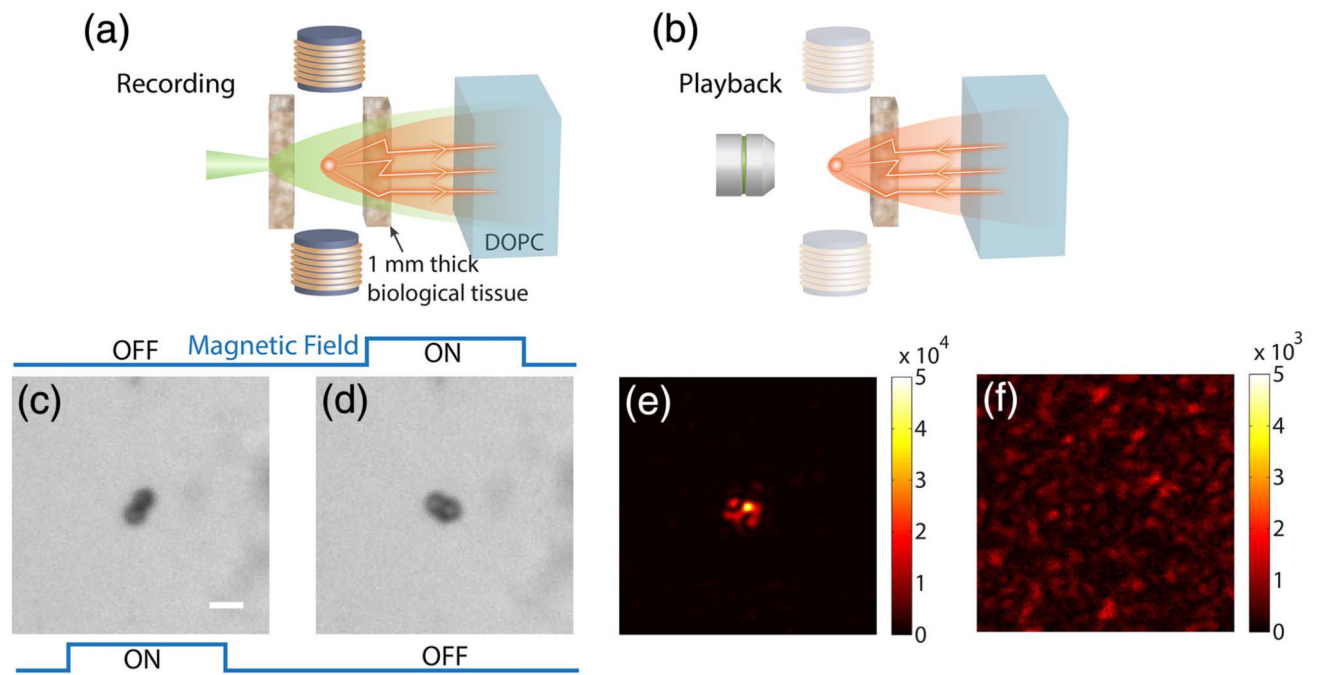 (a)
Recording
DOPC
1 mm thick
biological tissue
(b)
Playback
OFF Magnetic Field ON
(c)
(d)
ON OFF
(e)
x 10⁴
5
4
3
2
1
0
(f)
x 10³
5
4
3
2
1
0